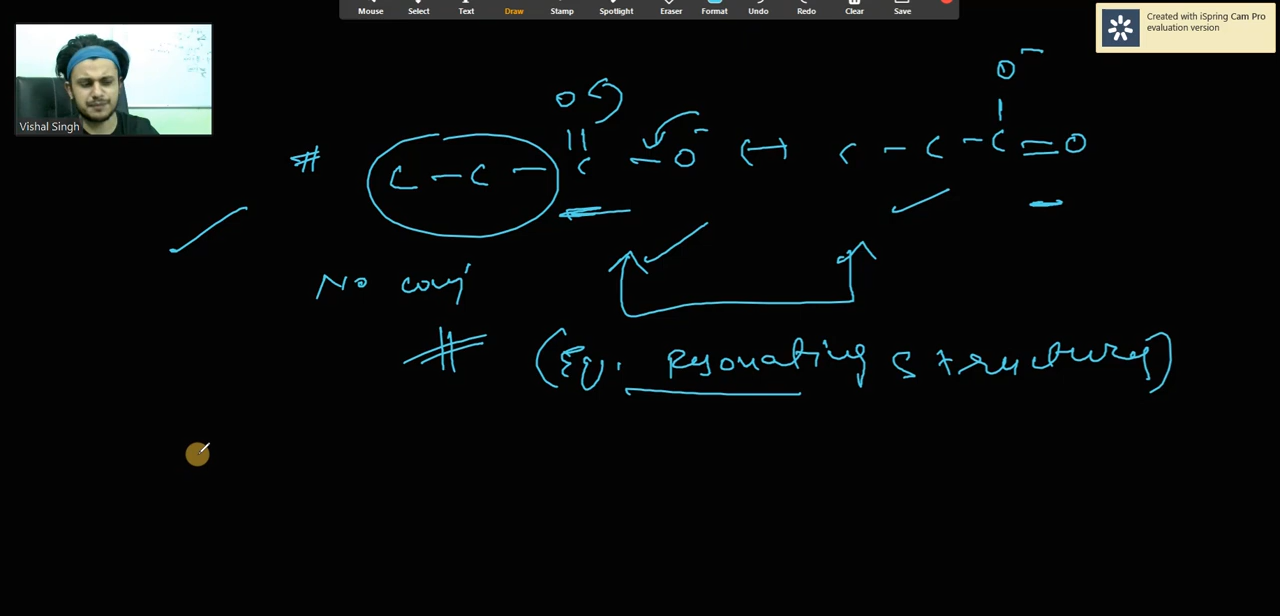 Mouse Select Text Draw Stamp Spotlight Eraser Format Undo Redo Clear Save
Created with iSpring Cam Pro
evaluation version
Vishal Singh
O O⁻
|| |
# C – C – C – O⁻ ↔ C – C – C = O
No conj'
# (Eq. Resonating structures)